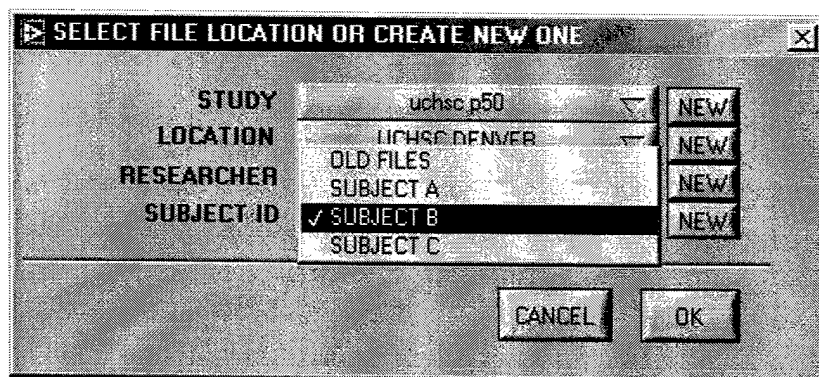 SELECT FILE LOCATION OR CREATE NEW ONE
STUDY uchsc p50 NEW
LOCATION UCHSC DENVER NEW
OLD FILES
RESEARCHER SUBJECT A NEW
SUBJECT ID ✓ SUBJECT B NEW
SUBJECT C
CANCEL OK